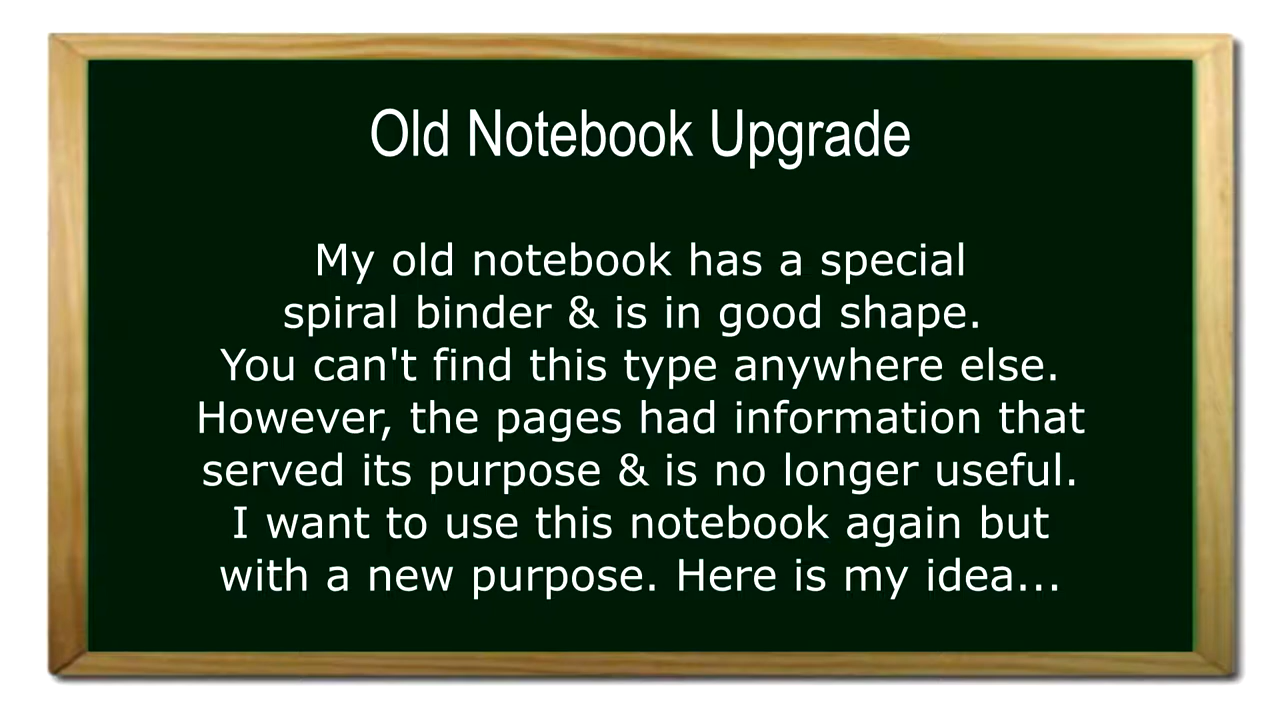 Old Notebook Upgrade
My old notebook has a special
spiral binder & is in good shape.
You can't find this type anywhere else.
However, the pages had information that
served its purpose & is no longer useful.
I want to use this notebook again but
with a new purpose. Here is my idea...